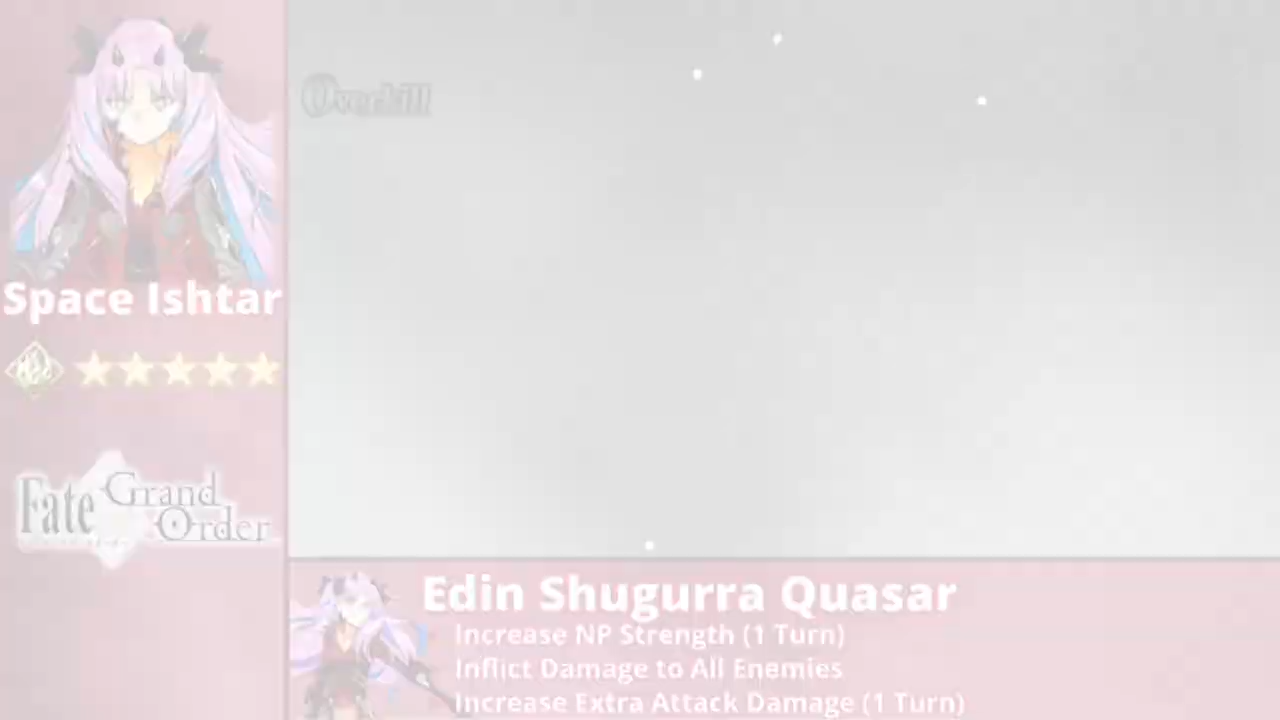 Overkill
Space Ishtar
Fate
Grand
Order
Edin Shugurra Quasar
Increase NP Strength (1 Turn)
Inflict Damage to All Enemies
Increase Extra Attack Damage (1 Turn)